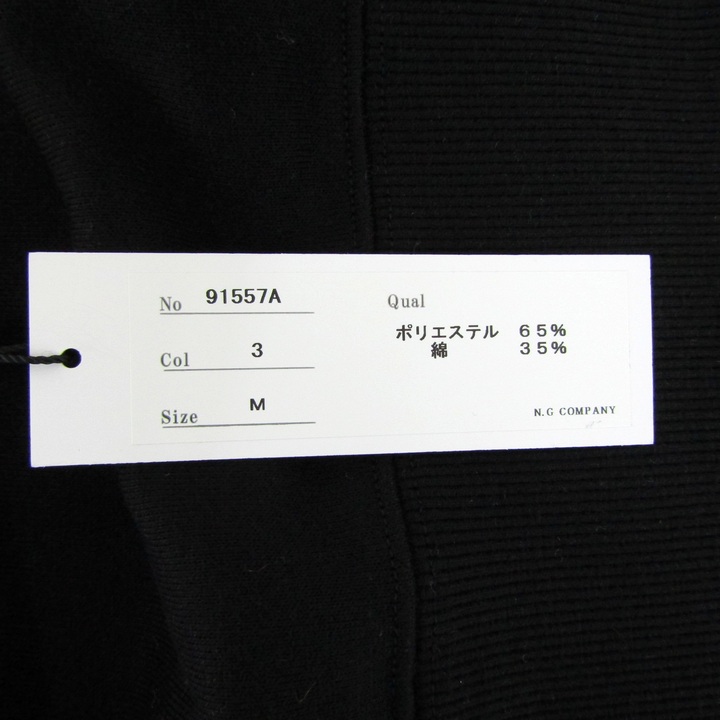 No 91557A
Col 3
Size M
Qual
ポリエステル ６５％
綿 ３５％
N.G COMPANY